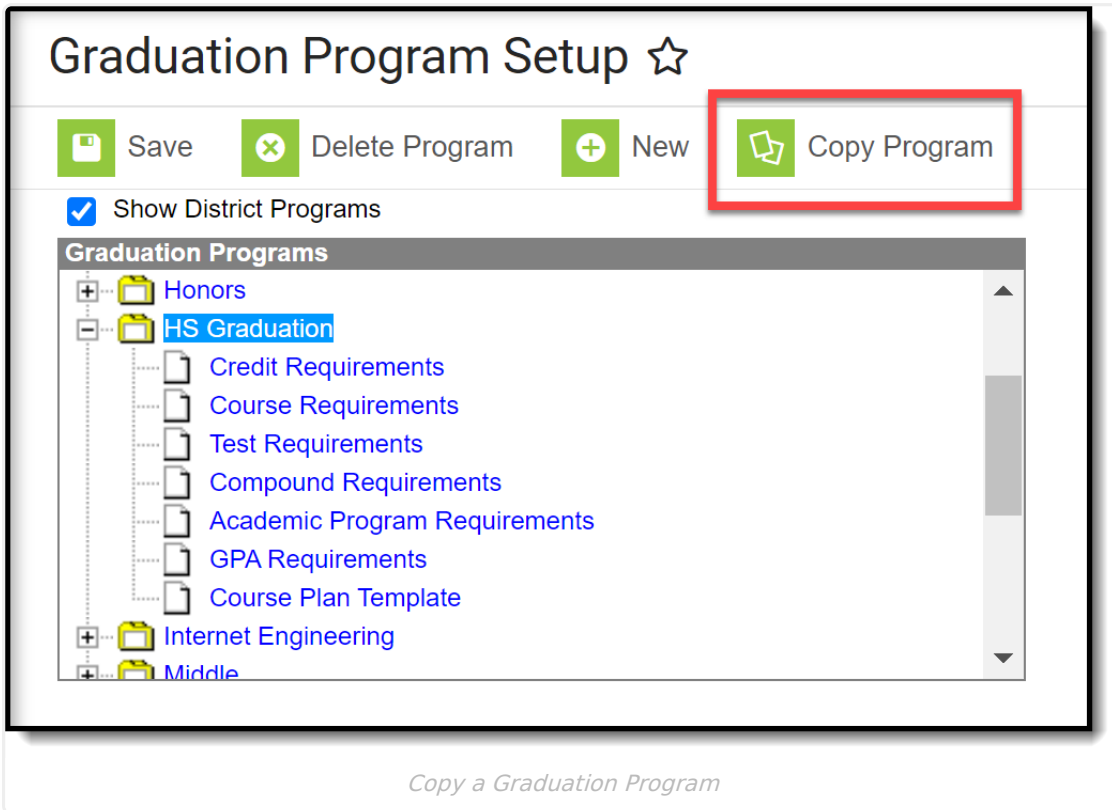 Graduation Program Setup
Save Delete Program New Copy Program
Show District Programs
Graduation Programs
Honors
HS Graduation
Credit Requirements
Course Requirements
Test Requirements
Compound Requirements
Academic Program Requirements
GPA Requirements
Course Plan Template
Internet Engineering
Middle
Copy a Graduation Program